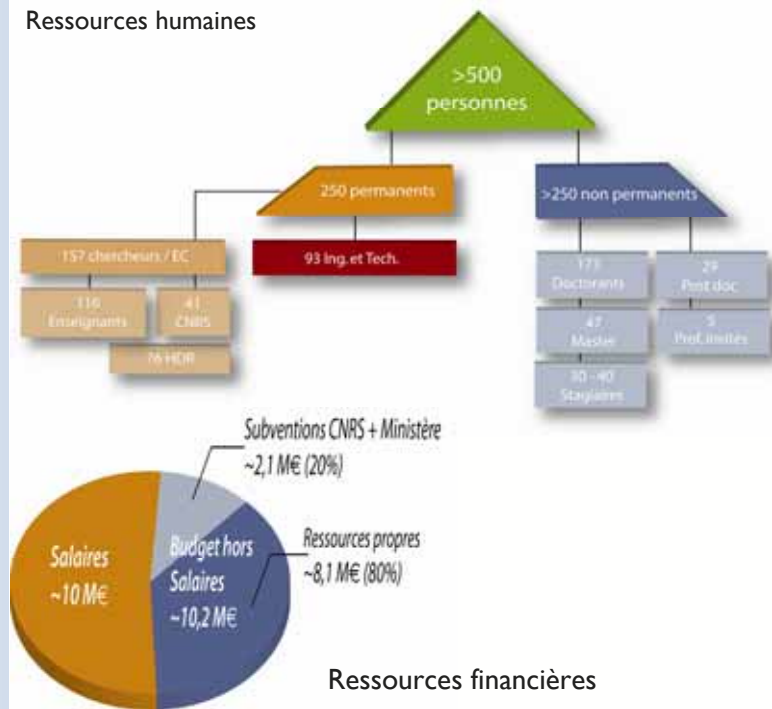 Ressources humaines
>500
personnes
250 permanents
>250 non permanents
157 chercheurs / EC
93 Ing. et Tech.
116
Enseignants
41
CNRS
76 HDR
173
Doctorants
29
Post doc
47
Master
5
Prof. invités
30 - 40
Stagiaires
Subventions CNRS + Ministère
~2,1 M€ (20%)
Salaires
~10 M€
Budget hors
Salaires
~10,2 M€
Ressources propres
~8,1 M€ (80%)
Ressources financières